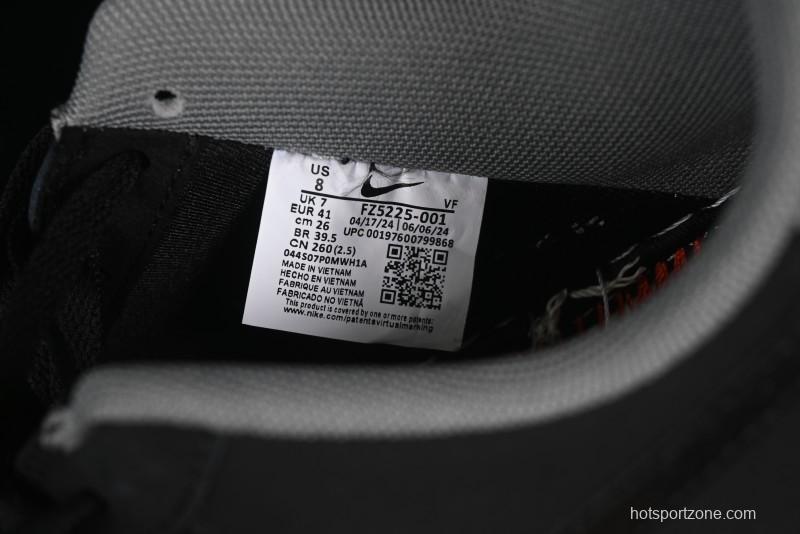 US
8
UK 7
EUR 41
cm 26
BR 39.5
CN 260(2.5)
VF
FZ5225-001
04/17/24 | 06/06/24
UPC 00197600799868
044S07P0MWH1A
MADE IN VIETNAM
HECHO EN VIETNAM
FABRIQUE AU VIETNAM
FABRICADO NO VIETNÃ
This product is covered by one or more patents:
www.nike.com/patentsvirtualmarking
hotsportzone.com